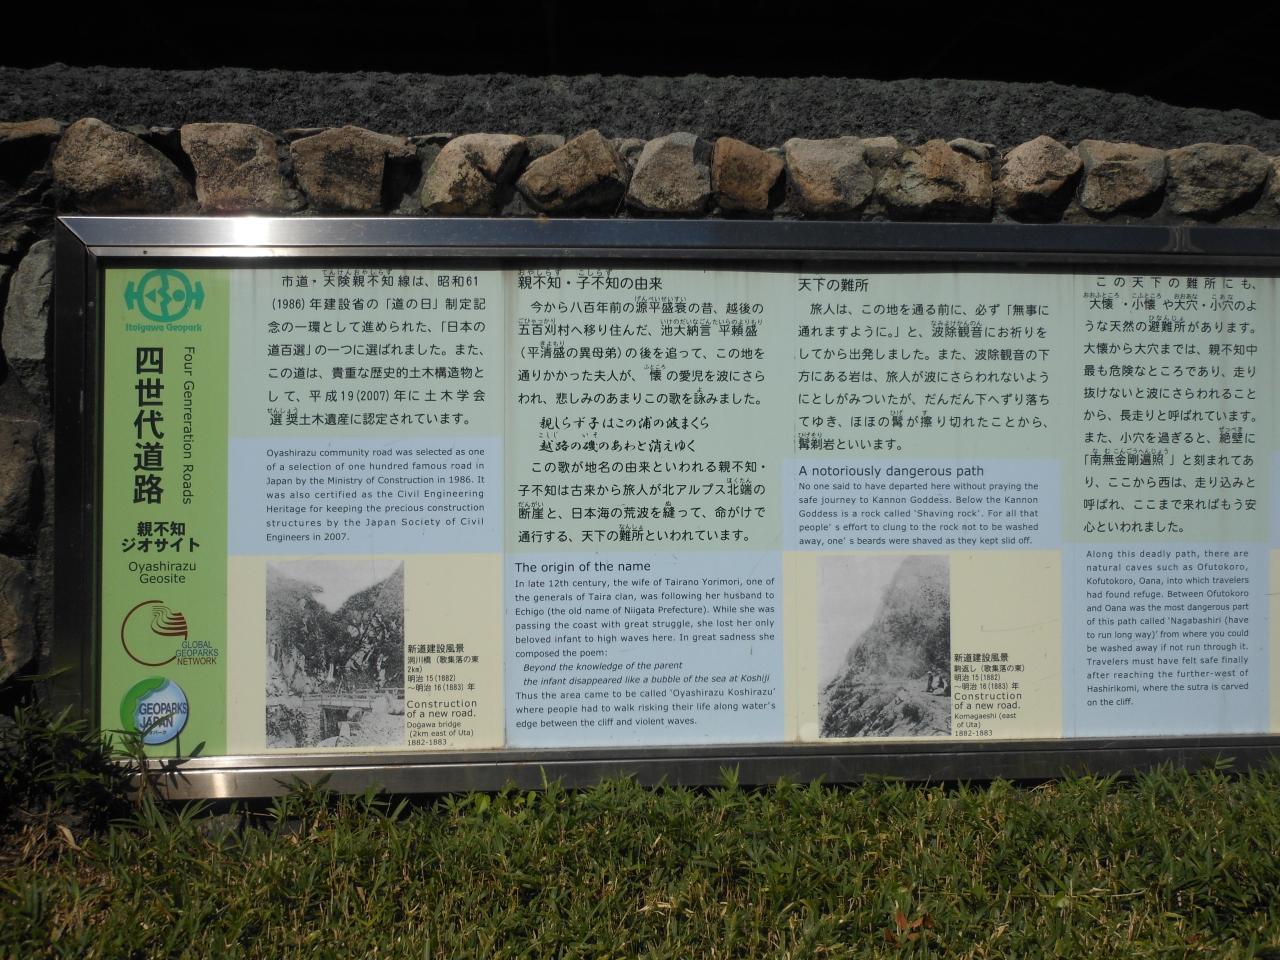 Itoigawa Geopark
四世代道路
Four Genreration Roads
親不知
ジオサイト
Oyashirazu
Geosite
GLOBAL
GEOPARKS
NETWORK
GEOPARKS
JAPAN
市道・天険親不知線は、昭和61
(1986)年建設省の「道の日」制定記
念の一環として進められた、「日本の
道百選」の一つに選ばれました。また、
この道は、貴重な歴史的土木構造物と
して、平成19(2007)年に土木学会
選奨土木遺産に認定されています。
Oyashirazu community road was selected as one
of a selection of one hundred famous road in
Japan by the Ministry of Construction in 1986. It
was also certified as the Civil Engineering
Heritage for keeping the precious construction
structures by the Japan Society of Civil
Engineers in 2007.
新道建設風景
洞川橋(歌集落の東
2km)
明治15(1882)
～明治16(1883)年
Construction
of a new road.
Dogawa bridge
(2km east of Uta)
1882-1883
親不知・子不知の由来
今から八百年前の源平盛衰の昔、越後の
五百刈村へ移り住んだ、池大納言 平頼盛
(平清盛の異母弟)の後を追って、この地を
通りかかった夫人が、懐の愛児を波にさら
われ、悲しみのあまりこの歌を詠みました。
親しらず子はこの浦の波まくら
越路の磯のあわと消えゆく
この歌が地名の由来といわれる親不知・
子不知は古来から旅人が北アルプス北端の
断崖と、日本海の荒波を縫って、命がけで
通行する、天下の難所といわれています。
The origin of the name
In late 12th century, the wife of Tairano Yorimori, one of
the generals of Taira clan, was following her husband to
Echigo (the old name of Niigata Prefecture). While she was
passing the coast with great struggle, she lost her only
beloved infant to high waves here. In great sadness she
composed the poem:
Beyond the knowledge of the parent
the infant disappeared like a bubble of the sea at Koshiji
Thus the area came to be called 'Oyashirazu Koshirazu'
where people had to walk risking their life along water's
edge between the cliff and violent waves.
天下の難所
旅人は、この地を通る前に、必ず「無事に
通れますように。」と、波除観音にお祈りを
してから出発しました。また、波除観音の下
方にある岩は、旅人が波にさらわれないよう
にとしがみついたが、だんだん下へずり落ち
てゆき、ほほの髯が擦り切れたことから、
髯剃岩といいます。
A notoriously dangerous path
No one said to have departed here without praying the
safe journey to Kannon Goddess. Below the Kannon
Goddess is a rock called 'Shaving rock'. For all that
people's effort to clung to the rock not to be washed
away, one's beards were shaved as they kept slid off.
新道建設風景
駒返し(歌集落の東)
明治15(1882)
～明治16(1883)年
Construction
of a new road.
Komagaeshi (east
of Uta)
1882-1883
この天下の難所にも、
大懐・小懐や大穴・小穴のよ
うな天然の避難所があります。
大懐から大穴までは、親不知中
最も危険なところであり、走り
抜けないと波にさらわれること
から、長走りと呼ばれています。
また、小穴を過ぎると、絶壁に
「南無金剛遍照」と刻まれてあ
り、ここから西は、走り込みと
呼ばれ、ここまで来ればもう安
心といわれました。
Along this deadly path, there are
natural caves such as Ofutokoro,
Kofutokoro, Oana, into which travelers
had found refuge. Between Ofutokoro
and Oana was the most dangerous part
of this path called 'Nagabashiri (have
to run long way)' from where you could
be washed away if not run through it.
Travelers must have felt safe finally
after reaching the further-west of
Hashirikomi, where the sutra is carved
on the cliff.